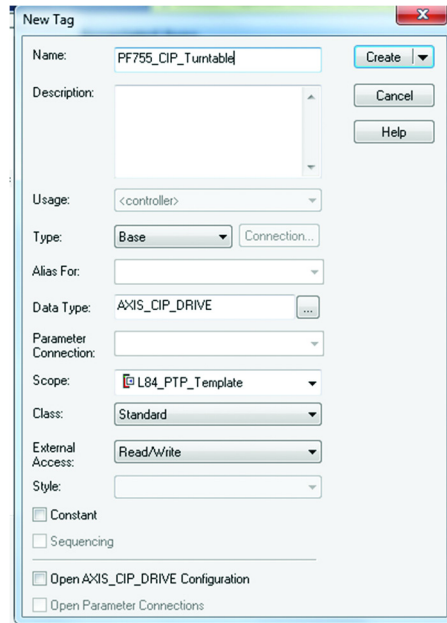 New Tag
Name: PF755_CIP_Turntable Create
Description: Cancel
Help
Usage: <controller>
Type: Base Connection...
Alias For:
Data Type: AXIS_CIP_DRIVE ...
Parameter
Connection:
Scope: L84_PTP_Template
Class: Standard
External
Access: Read/Write
Style:
Constant
Sequencing
Open AXIS_CIP_DRIVE Configuration
Open Parameter Connections